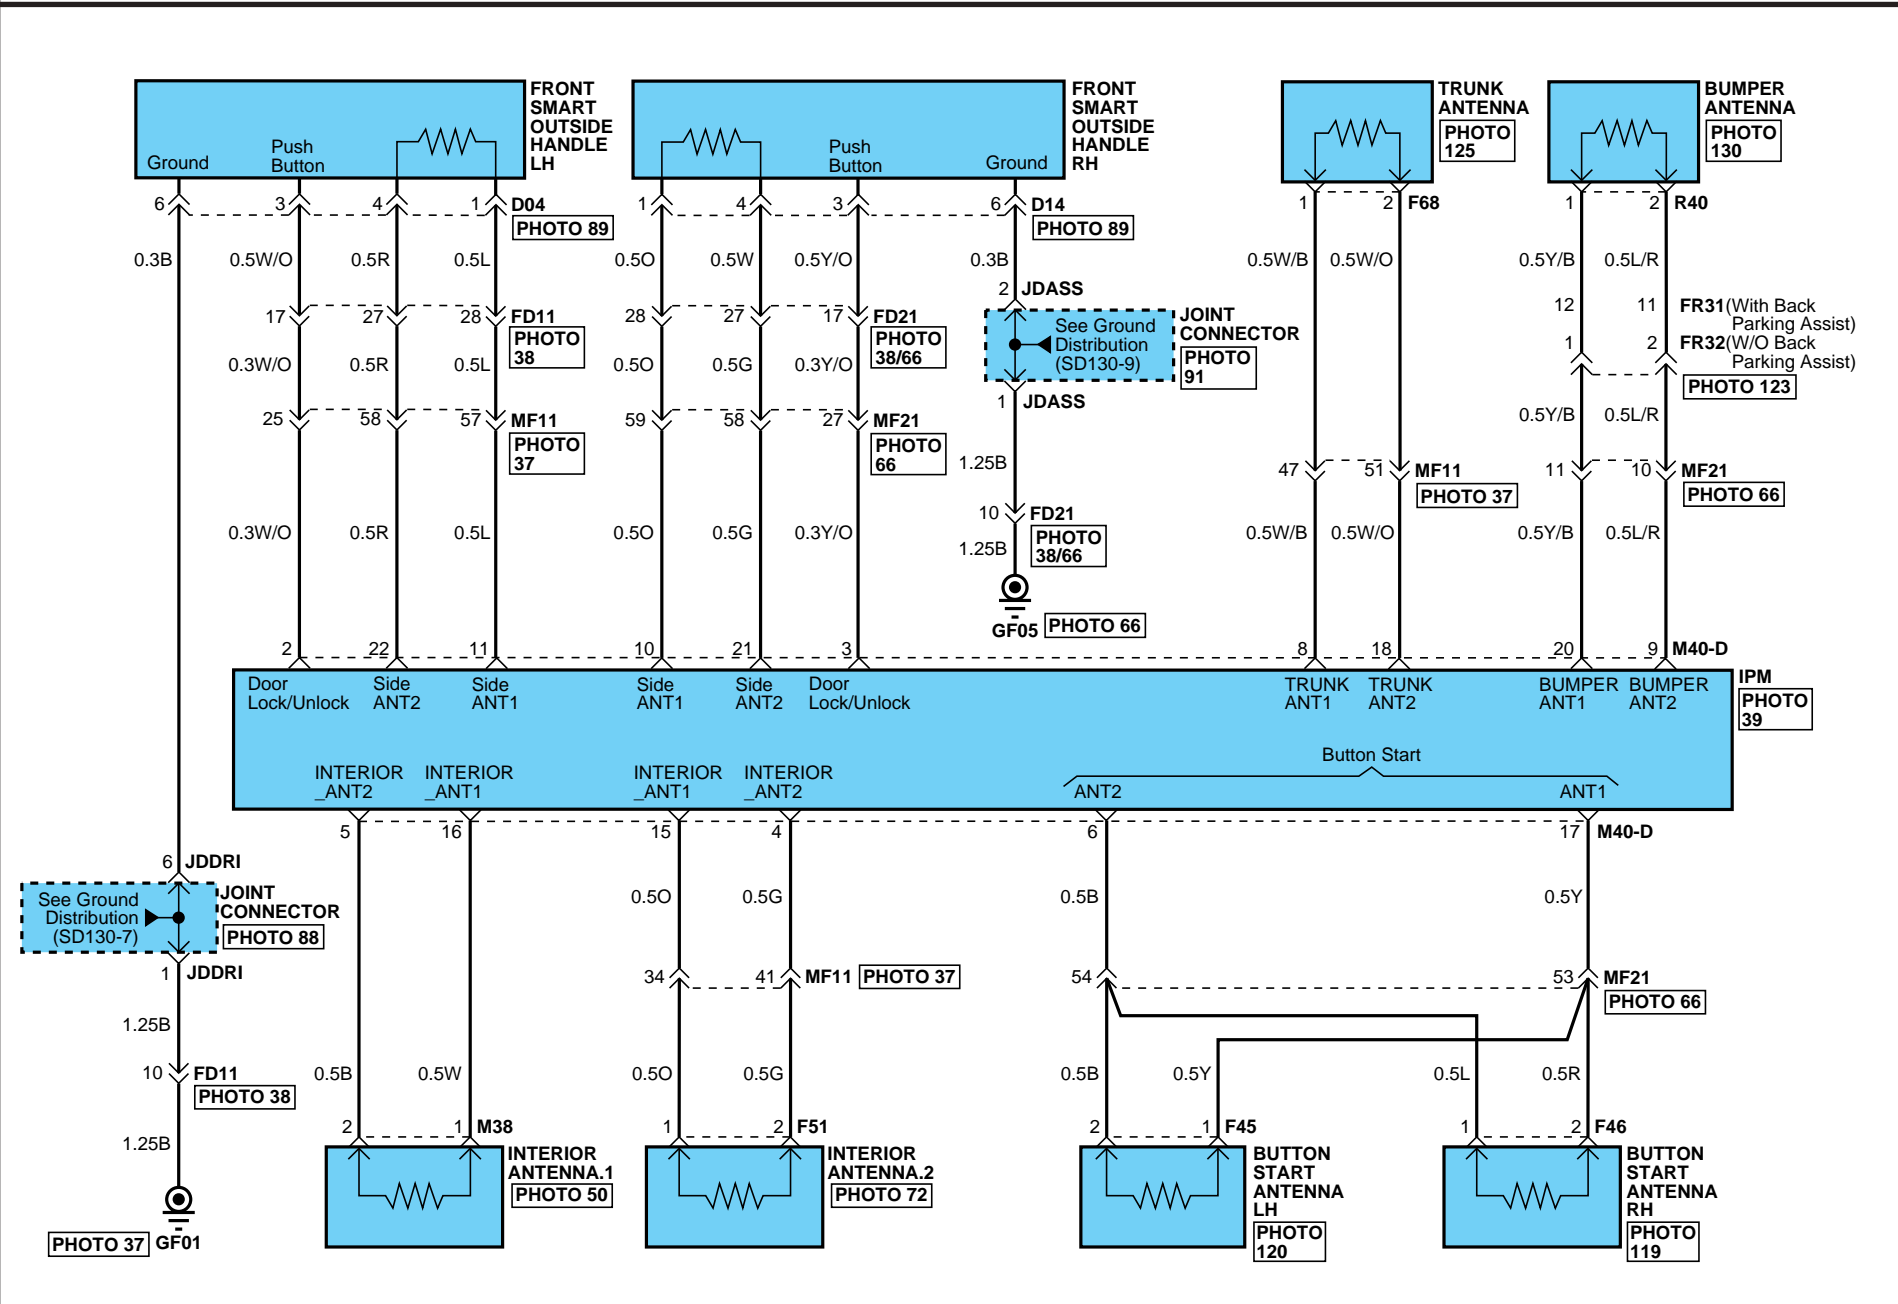 FRONT
SMART
OUTSIDE
HANDLE
LH
Ground
Push
Button
FRONT
SMART
OUTSIDE
HANDLE
RH
Push
Button
Ground
TRUNK
ANTENNA
PHOTO
125
BUMPER
ANTENNA
PHOTO
130
6 3 4 1 D04
PHOTO 89
1 4 3 6 D14
PHOTO 89
1 2 F68
1 2 R40
0.3B 0.5W/O 0.5R 0.5L
0.5O 0.5W 0.5Y/O 0.3B
0.5W/B 0.5W/O 0.5Y/B 0.5L/R
2 JDASS
17 27 28 FD11
PHOTO
38
28 27 17 FD21
PHOTO
38/66
See Ground
Distribution
(SD130-9)
JOINT
CONNECTOR
PHOTO
91
1 JDASS
12 11 FR31(With Back
Parking Assist)
1 2 FR32(W/O Back
Parking Assist)
PHOTO 123
0.3W/O 0.5R 0.5L
0.5O 0.5G 0.3Y/O
0.5Y/B 0.5L/R
25 58 57 MF11
PHOTO
37
59 58 27 MF21
PHOTO
66
1.25B
47 51 MF11
PHOTO 37
11 10 MF21
PHOTO 66
10 FD21
PHOTO
38/66
1.25B
0.3W/O 0.5R 0.5L
0.5O 0.5G 0.3Y/O
0.5W/B 0.5W/O 0.5Y/B 0.5L/R
GF05 PHOTO 66
2 22 11 10 21 3 8 18 20 9 M40-D
IPM
PHOTO
39
Door
Lock/Unlock
Side
ANT2
Side
ANT1
Side
ANT1
Side
ANT2
Door
Lock/Unlock
TRUNK
ANT1
TRUNK
ANT2
BUMPER
ANT1
BUMPER
ANT2
Button Start
INTERIOR
_ANT2
INTERIOR
_ANT1
INTERIOR
_ANT1
INTERIOR
_ANT2
ANT2
ANT1
5 16 15 4 6 17 M40-D
6 JDDRI
See Ground
Distribution
(SD130-7)
JOINT
CONNECTOR
PHOTO 88
1 JDDRI
0.5O 0.5G 0.5B 0.5Y
34 41 MF11 PHOTO 37
54 53 MF21
PHOTO 66
1.25B
10 FD11
PHOTO 38
1.25B
0.5B 0.5W 0.5O 0.5G 0.5B 0.5Y 0.5L 0.5R
2 1 M38
1 2 F51
2 1 F45
1 2 F46
INTERIOR
ANTENNA.1
PHOTO 50
INTERIOR
ANTENNA.2
PHOTO 72
BUTTON
START
ANTENNA
LH
PHOTO
120
BUTTON
START
ANTENNA
RH
PHOTO
119
PHOTO 37 GF01